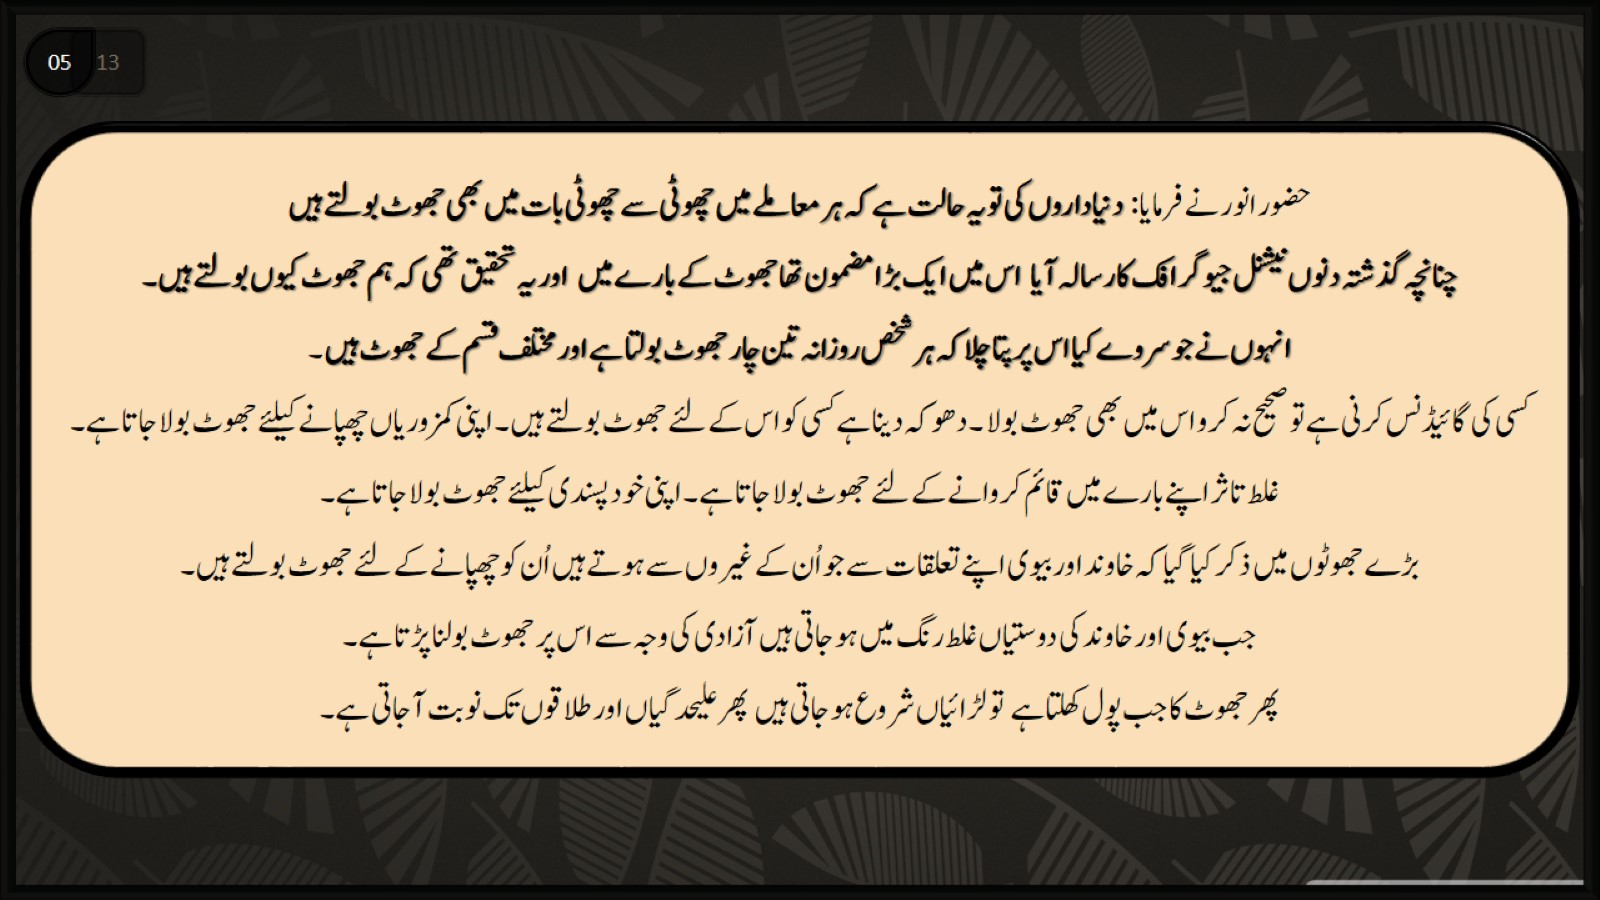 05 13
حضور انور نے فرمایا: دنیاداروں کی تو یہ حالت ہے کہ ہر معاملے میں چھوٹی سے چھوٹی بات میں بھی جھوٹ بولتے ہیں
چنانچہ گذشتہ دنوں نیشنل جیوگرافک کا رسالہ آیا اس میں ایک بڑا مضمون تھا جھوٹ کے بارے میں اور یہ تحقیق تھی کہ ہم جھوٹ کیوں بولتے ہیں۔
انہوں نے جو سروے کیا اس پر پتا چلا کہ ہر شخص روزانہ تین چار جھوٹ بولتا ہے اور مختلف قسم کے جھوٹ ہیں۔
کسی کی گائیڈنس کرنی ہے تو صحیح نہ کرو اس میں بھی جھوٹ بولا۔ دھوکہ دینا ہے کسی کو اس کے لئے جھوٹ بولتے ہیں۔ اپنی کمزوریاں چھپانے کیلئے جھوٹ بولا جاتا ہے۔
غلط تاثر اپنے بارے میں قائم کروانے کے لئے جھوٹ بولا جاتا ہے۔ اپنی خود پسندی کیلئے جھوٹ بولا جاتا ہے۔
بڑے جھوٹوں میں ذکر کیا گیا کہ خاوند اور بیوی اپنے تعلقات سے جو اُن کے غیروں سے ہوتے ہیں اُن کو چھپانے کے لئے جھوٹ بولتے ہیں۔
جب بیوی اور خاوند کی دوستیاں غلط رنگ میں ہو جاتی ہیں آزادی کی وجہ سے اس پر جھوٹ بولنا پڑتا ہے۔
پھر جھوٹ کا جب پول کھلتا ہے تو لڑائیاں شروع ہو جاتی ہیں پھر علیحدگیاں اور طلاقوں تک نوبت آجاتی ہے۔